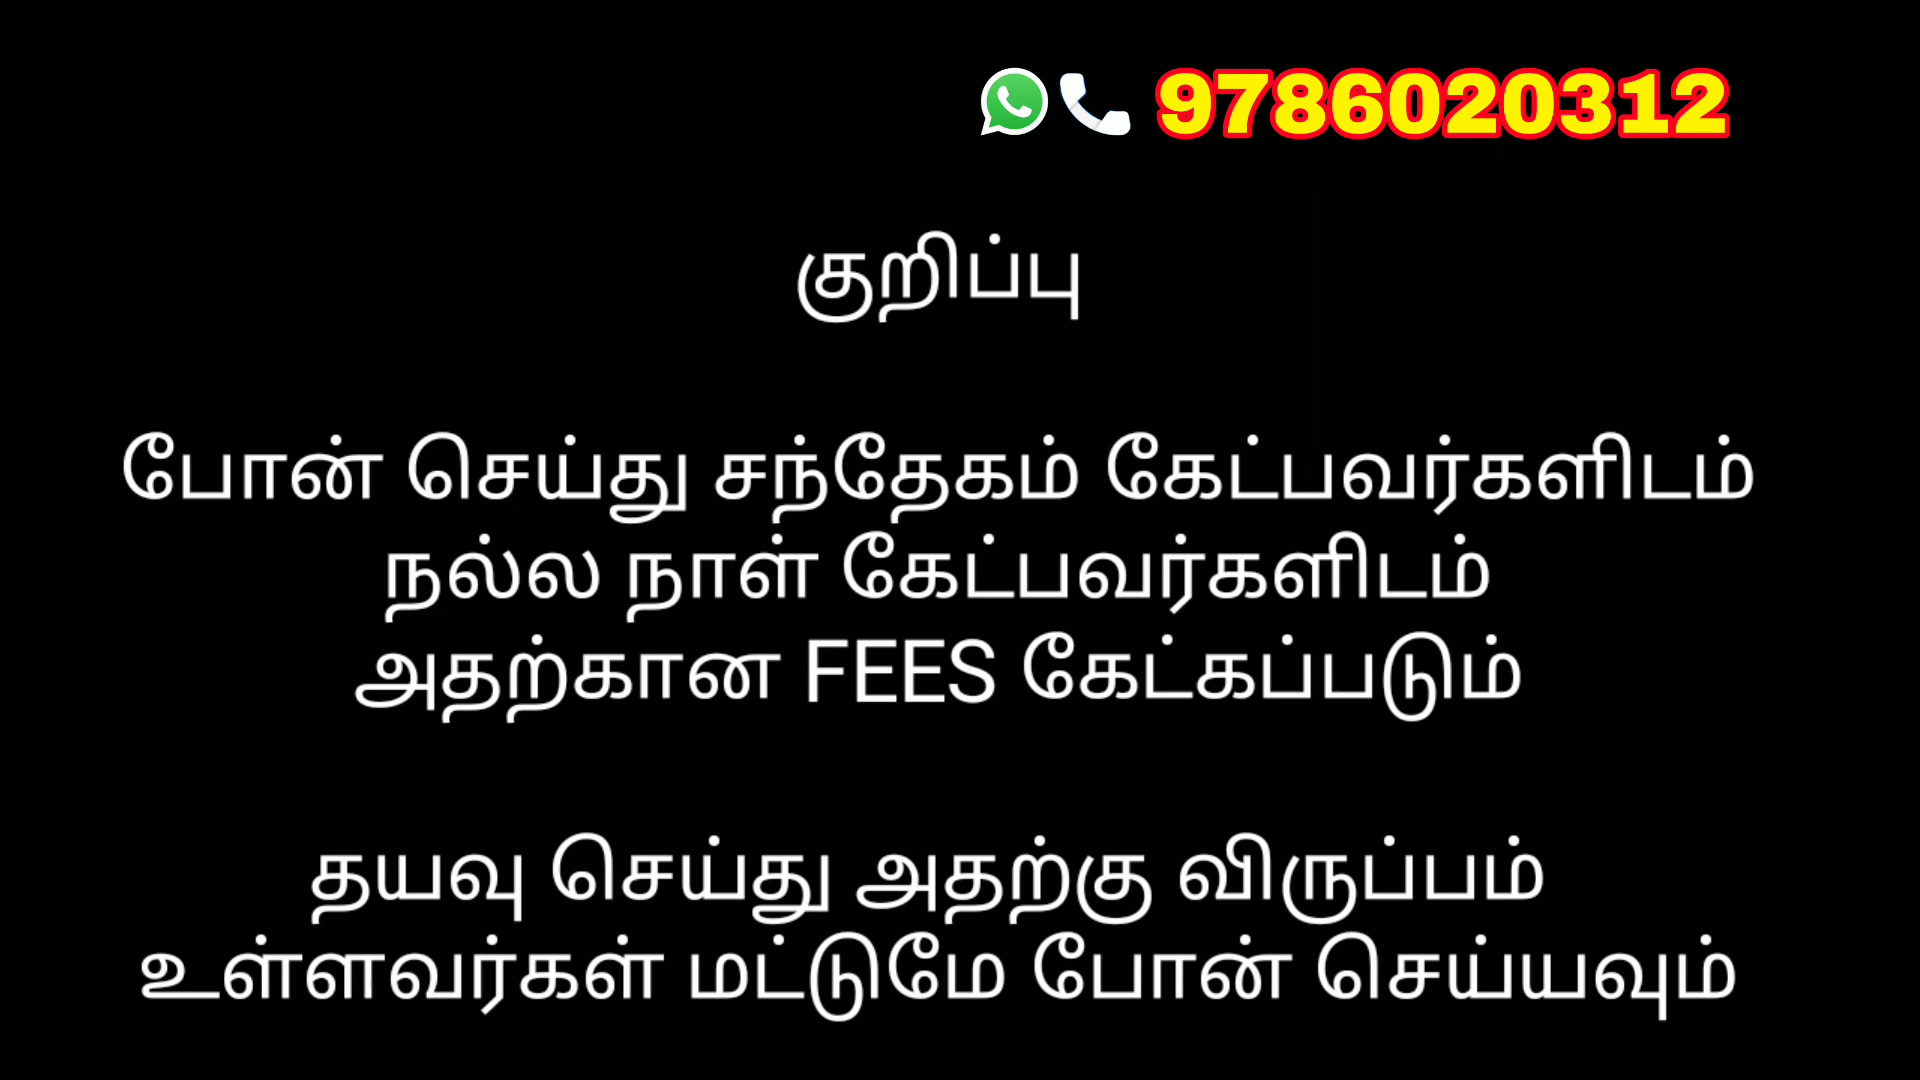 9786020312
குறிப்பு
போன் செய்து சந்தேகம் கேட்பவர்களிடம்
நல்ல நாள் கேட்பவர்களிடம்
அதற்கான FEES கேட்கப்படும்
தயவு செய்து அதற்கு விருப்பம்
உள்ளவர்கள் மட்டுமே போன் செய்யவும்